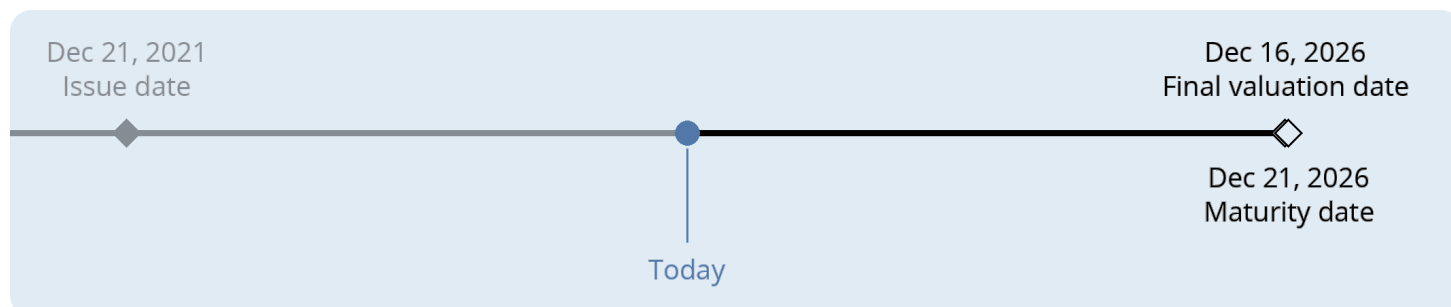 Dec 21, 2021
Issue date
Dec 16, 2026
Final valuation date
Dec 21, 2026
Maturity date
Today